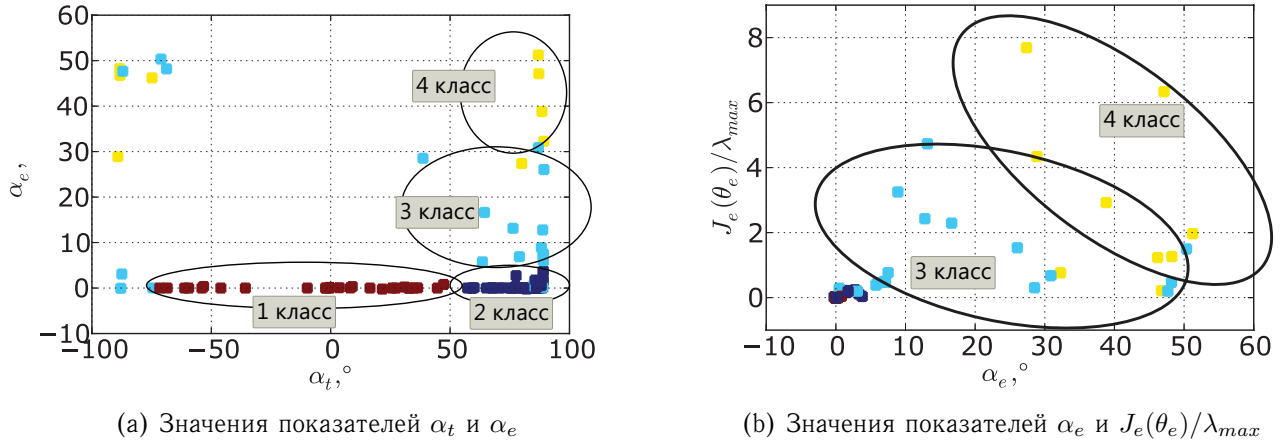 60
50
40
30
20
10
0
−10
−100
−50
0
50
100
α_e,
α_t,°
4 класс
3 класс
1 класс
2 класс
(a) Значения показателей α_t и α_e
8
6
4
2
0
−10
0
10
20
30
40
50
60
J_e(θ_e)/λ_max
α_e,°
4 класс
3 класс
(b) Значения показателей α_e и J_e(θ_e)/λ_max